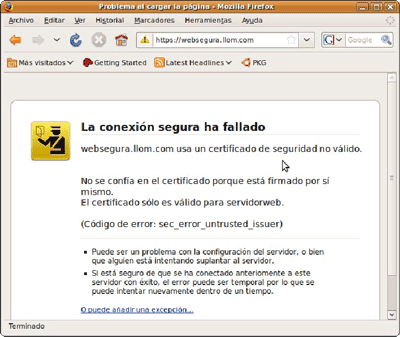 Problema al cargar la página - Mozilla Firefox
Archivo Editar Ver Historial Marcadores Herramientas Ayuda
https://websegura.llom.com
Google
Más visitados
Getting Started
Latest Headlines
PKG
La conexión segura ha fallado
websegura.llom.com usa un certificado de seguridad no válido.
No se confía en el certificado porque está firmado por sí
mismo.
El certificado sólo es válido para servidorweb.
(Código de error: sec_error_untrusted_issuer)
Puede ser un problema con la configuración del servidor, o bien
que alguien está intentando suplantar al servidor.
Si está seguro de que se ha conectado anteriormente a este
servidor con éxito, el error puede ser temporal por lo que se
puede intentar nuevamente dentro de un tiempo.
O puede añadir una excepción...
Terminado